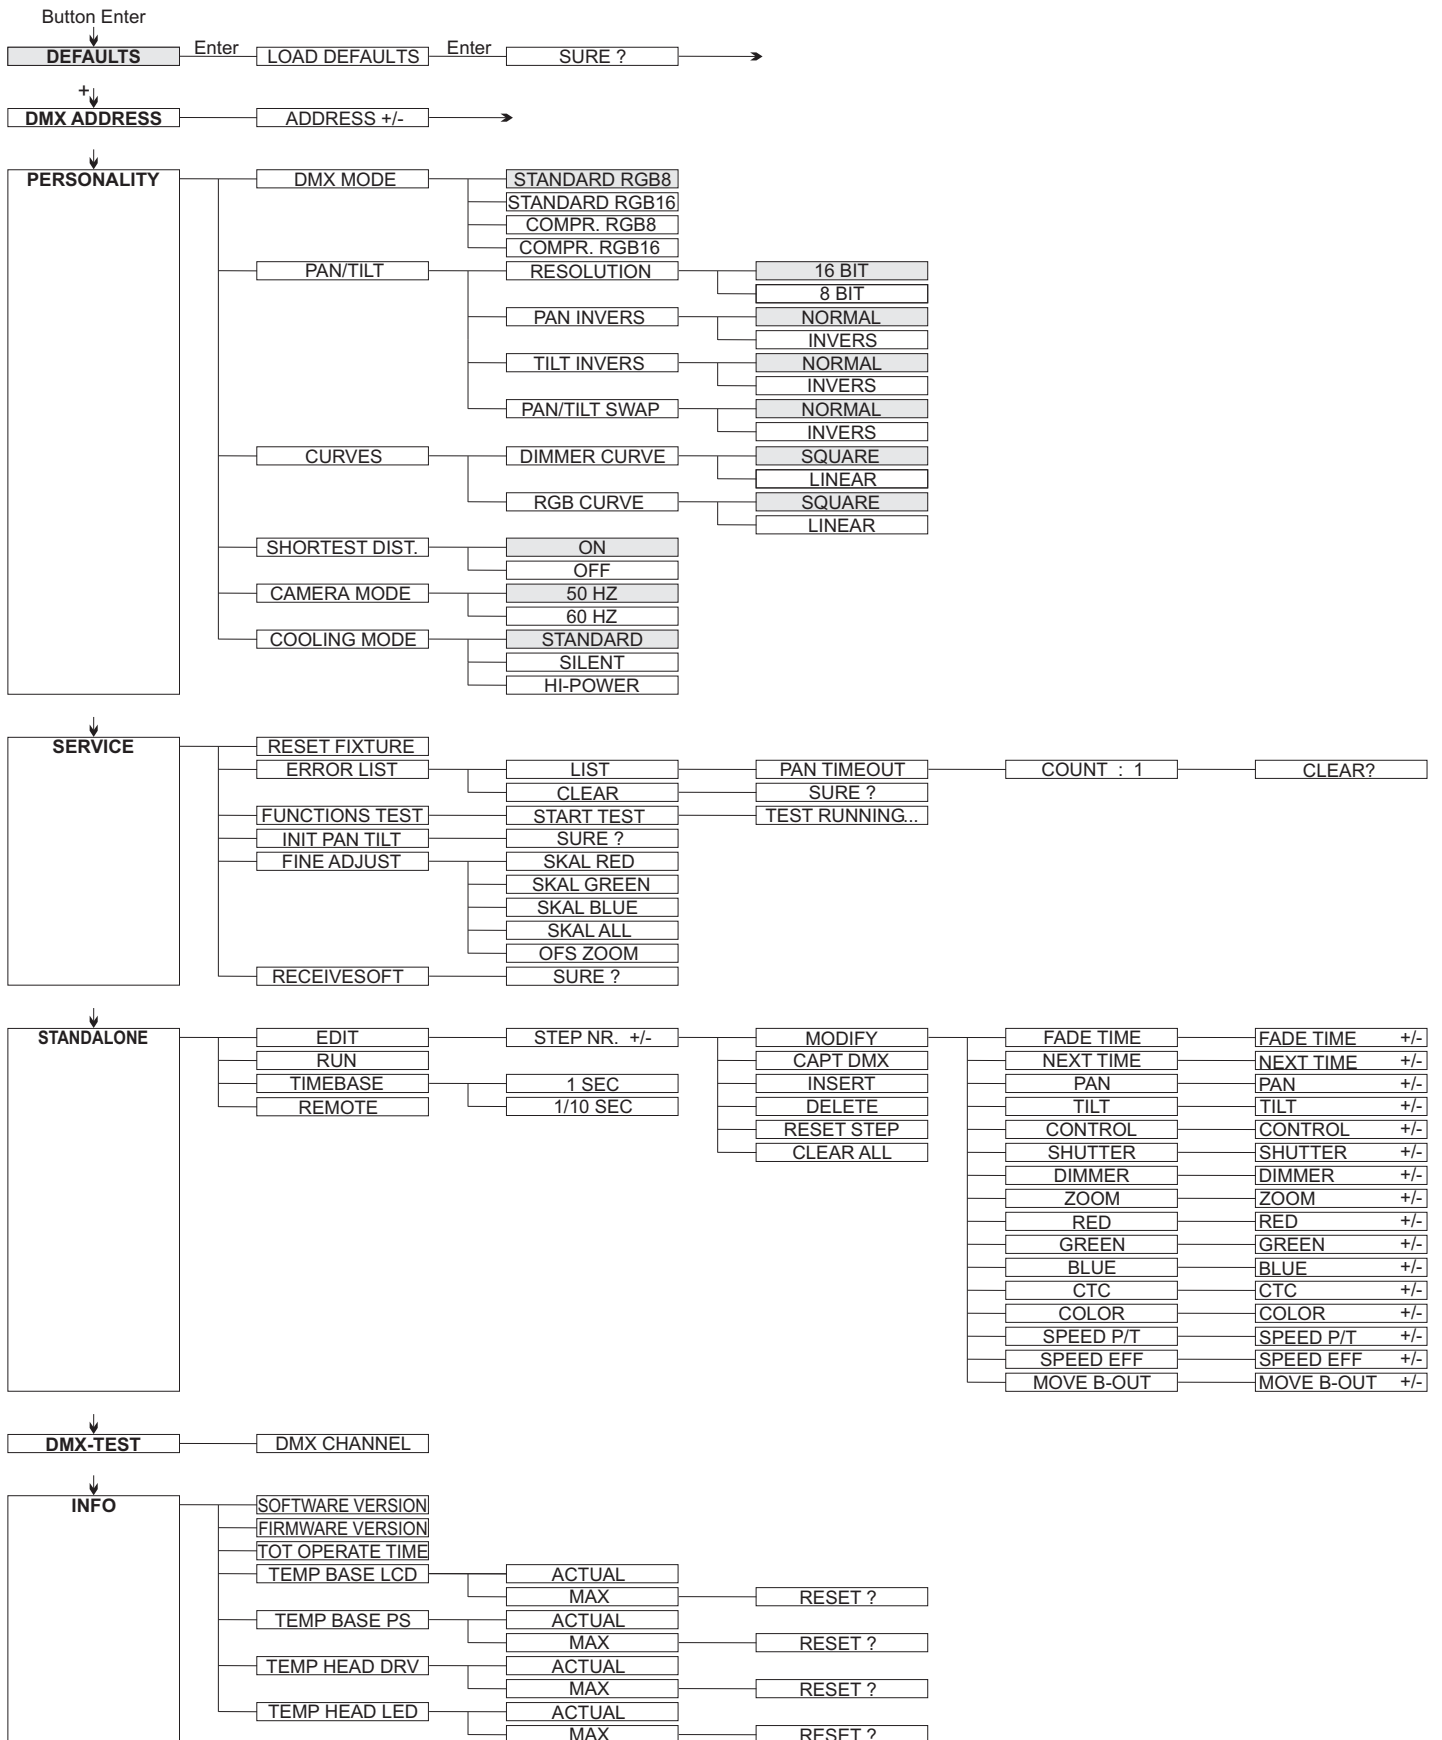 Button Enter
DEFAULTS Enter LOAD DEFAULTS Enter SURE ?
+
DMX ADDRESS ADDRESS +/-
PERSONALITY DMX MODE STANDARD RGB8
STANDARD RGB16
COMPR. RGB8
COMPR. RGB16
PAN/TILT RESOLUTION 16 BIT
8 BIT
PAN INVERS NORMAL
INVERS
TILT INVERS NORMAL
INVERS
PAN/TILT SWAP NORMAL
INVERS
CURVES DIMMER CURVE SQUARE
LINEAR
RGB CURVE SQUARE
LINEAR
SHORTEST DIST. ON
OFF
CAMERA MODE 50 HZ
60 HZ
COOLING MODE STANDARD
SILENT
HI-POWER
SERVICE RESET FIXTURE
ERROR LIST LIST PAN TIMEOUT COUNT : 1 CLEAR?
CLEAR SURE ?
FUNCTIONS TEST START TEST TEST RUNNING...
INIT PAN TILT SURE ?
FINE ADJUST SKAL RED
SKAL GREEN
SKAL BLUE
SKAL ALL
OFS ZOOM
RECEIVESOFT SURE ?
STANDALONE EDIT STEP NR. +/- MODIFY FADE TIME FADE TIME +/-
RUN CAPT DMX NEXT TIME NEXT TIME +/-
TIMEBASE 1 SEC INSERT PAN PAN +/-
REMOTE 1/10 SEC DELETE TILT TILT +/-
RESET STEP CONTROL CONTROL +/-
CLEAR ALL SHUTTER SHUTTER +/-
DIMMER DIMMER +/-
ZOOM ZOOM +/-
RED RED +/-
GREEN GREEN +/-
BLUE BLUE +/-
CTC CTC +/-
COLOR COLOR +/-
SPEED P/T SPEED P/T +/-
SPEED EFF SPEED EFF +/-
MOVE B-OUT MOVE B-OUT +/-
DMX-TEST DMX CHANNEL
INFO SOFTWARE VERSION
FIRMWARE VERSION
TOT OPERATE TIME
TEMP BASE LCD ACTUAL
MAX RESET ?
TEMP BASE PS ACTUAL
MAX RESET ?
TEMP HEAD DRV ACTUAL
MAX RESET ?
TEMP HEAD LED ACTUAL
MAX RESET ?